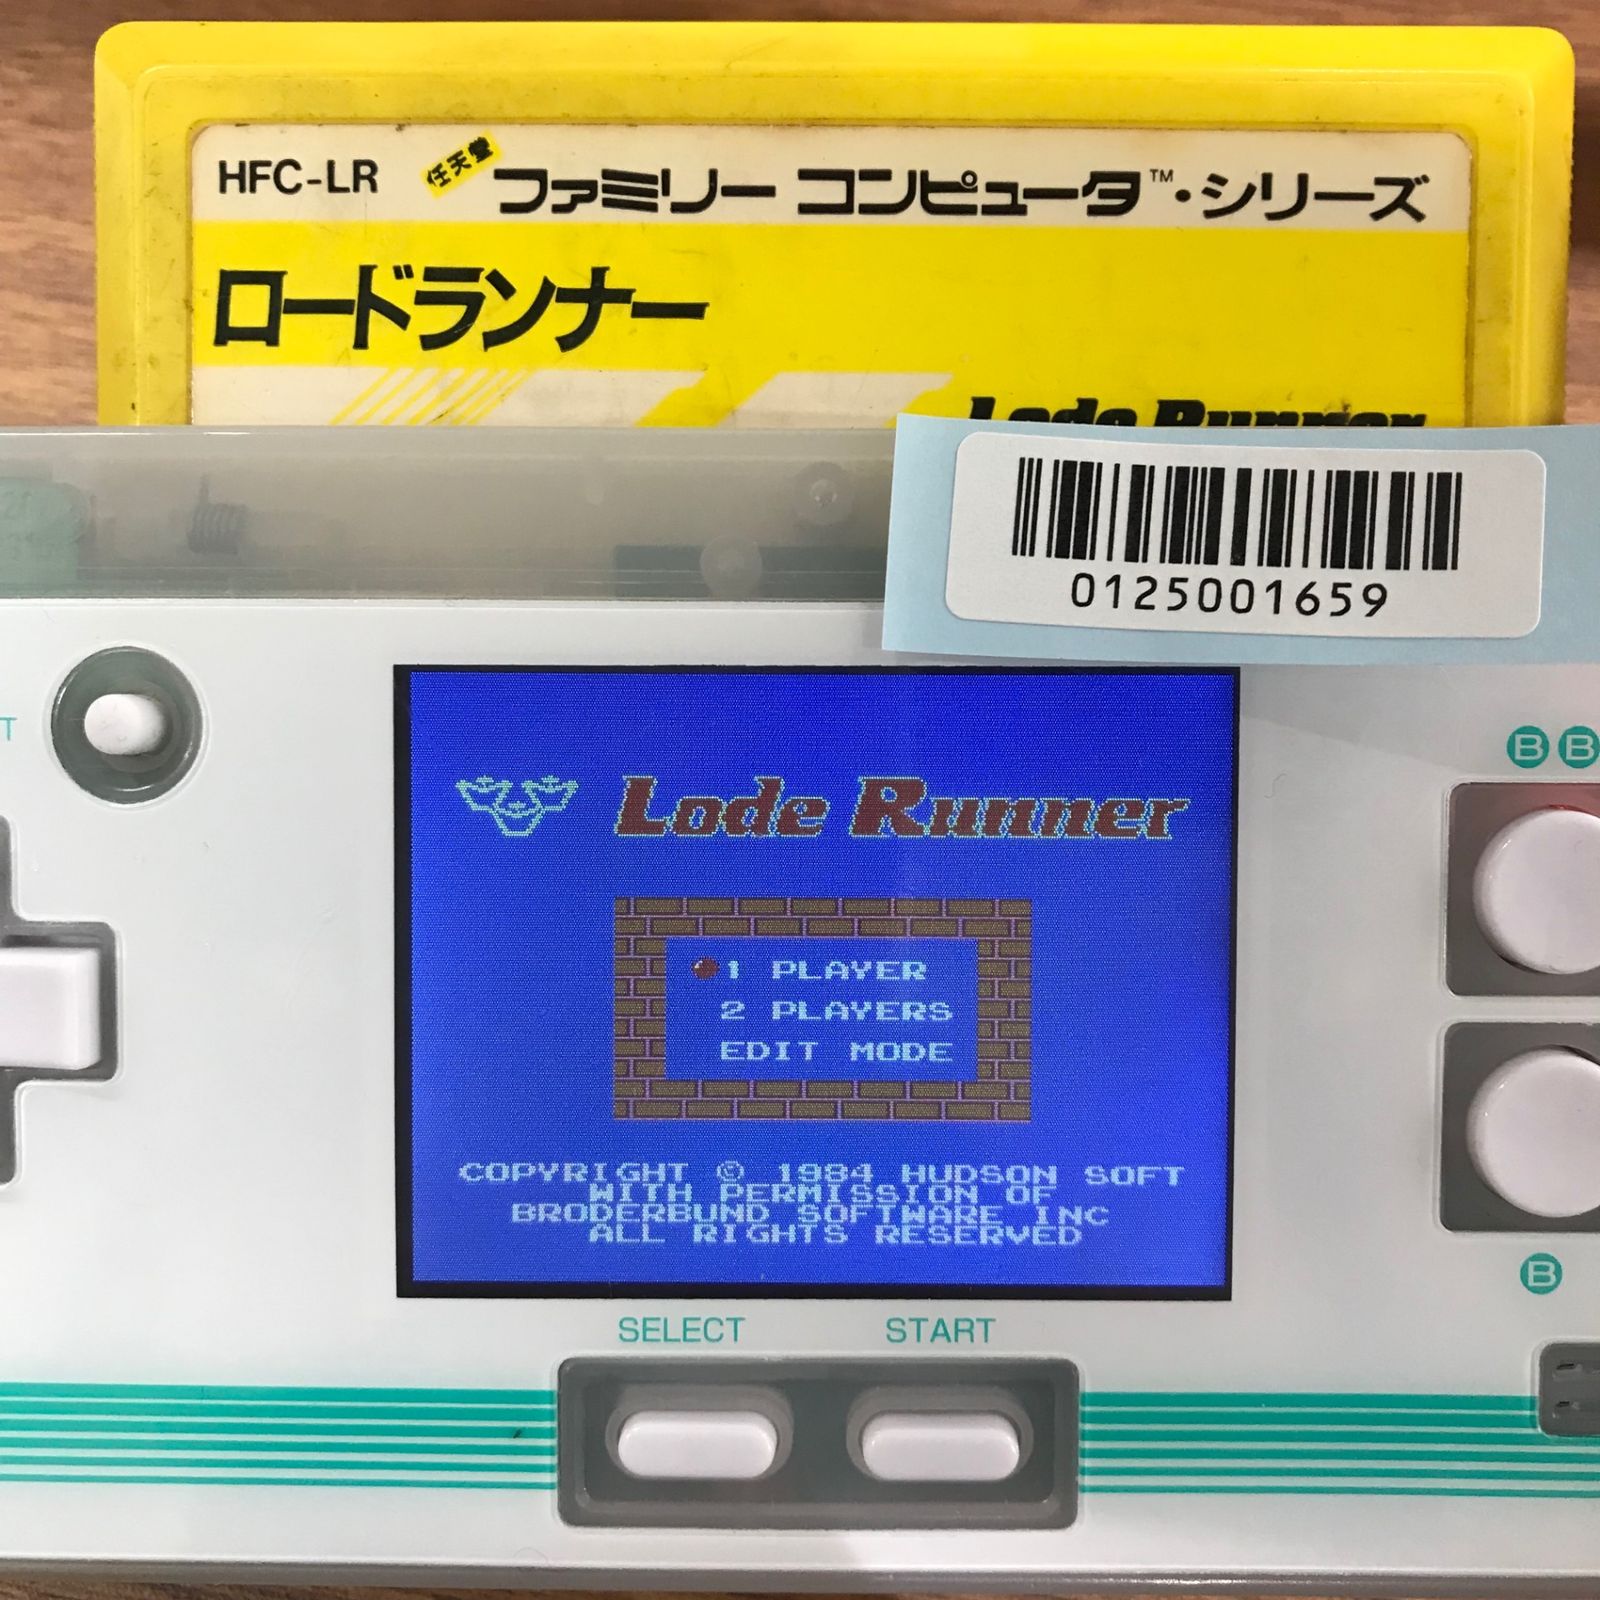 HFC-LR
任天堂
ファミリー コンピュータ™・シリーズ
ロードランナー
Lode Runner
0125001659
T
B B
Lode Runner
1 PLAYER
2 PLAYERS
EDIT MODE
COPYRIGHT © 1984 HUDSON SOFT
WITH PERMISSION OF
BRODERBUND SOFTWARE INC
ALL RIGHTS RESERVED
B
SELECT START